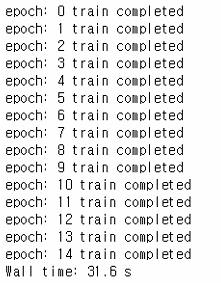 epoch: 0 train completed
epoch: 1 train completed
epoch: 2 train completed
epoch: 3 train completed
epoch: 4 train completed
epoch: 5 train completed
epoch: 6 train completed
epoch: 7 train completed
epoch: 8 train completed
epoch: 9 train completed
epoch: 10 train completed
epoch: 11 train completed
epoch: 12 train completed
epoch: 13 train completed
epoch: 14 train completed
Wall time: 31.6 s